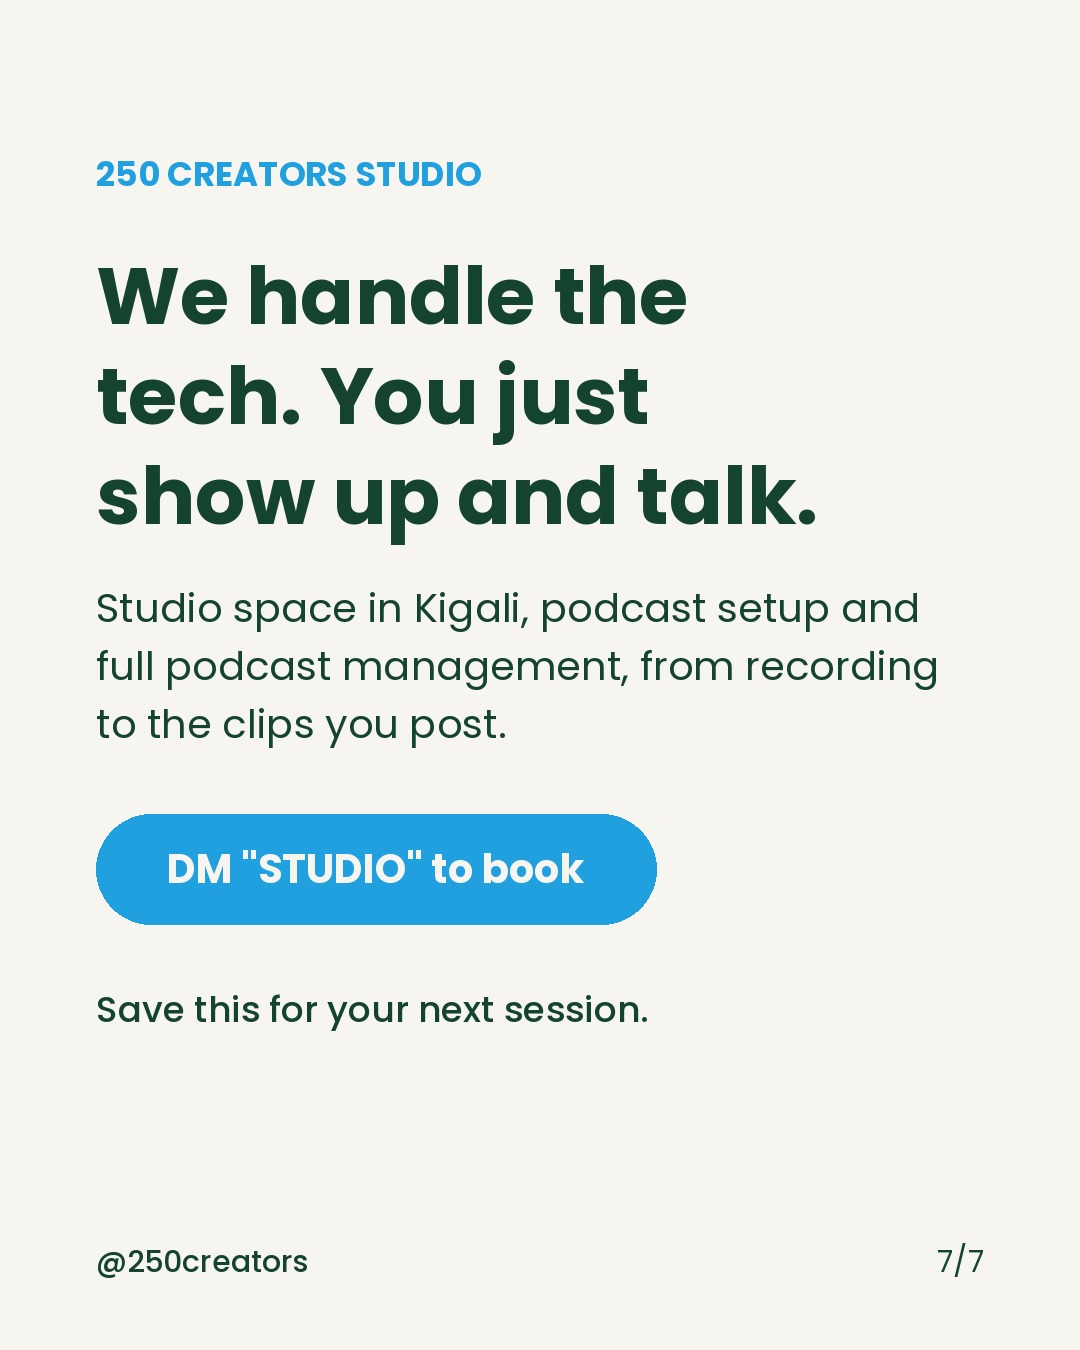 250 CREATORS STUDIO
We handle the
tech. You just
show up and talk.
Studio space in Kigali, podcast setup and
full podcast management, from recording
to the clips you post.
DM "STUDIO" to book
Save this for your next session.
@250creators
7/7